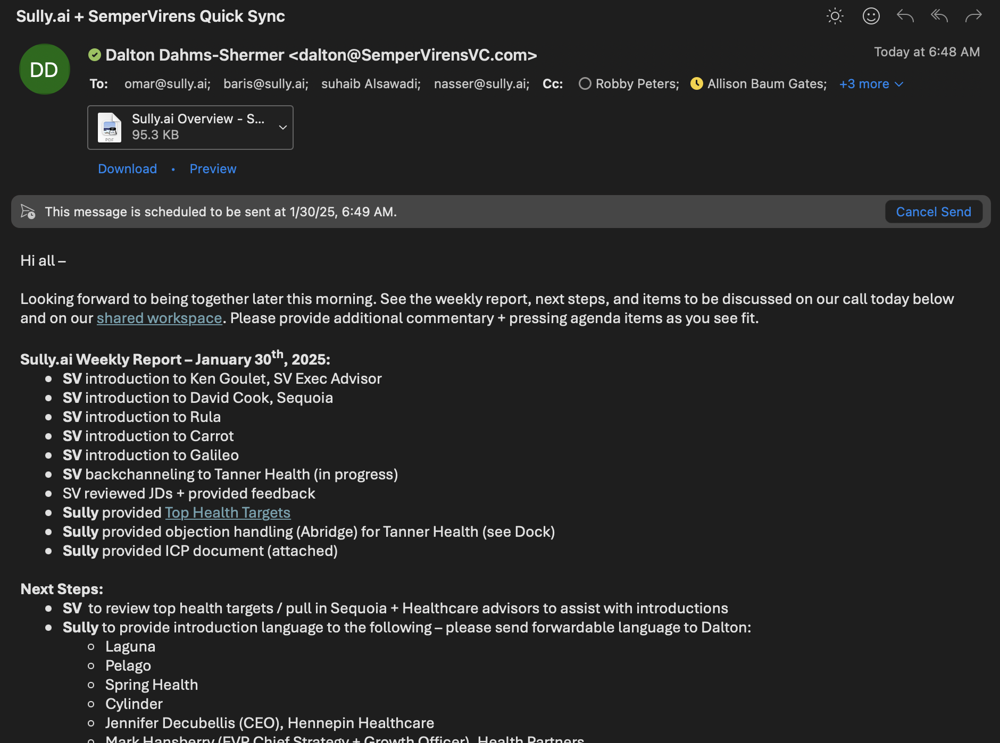 Sully.ai + SemperVirens Quick Sync
DD
Dalton Dahms-Shermer <dalton@SemperVirensVC.com>
Today at 6:48 AM
To: omar@sully.ai; baris@sully.ai; suhaib Alsawadi; nasser@sully.ai; Cc: Robby Peters; Allison Baum Gates; +3 more
Sully.ai Overview - S...
95.3 KB
PDF
Download • Preview
This message is scheduled to be sent at 1/30/25, 6:49 AM.
Cancel Send
Hi all –
Looking forward to being together later this morning. See the weekly report, next steps, and items to be discussed on our call today below
and on our shared workspace. Please provide additional commentary + pressing agenda items as you see fit.
Sully.ai Weekly Report – January 30th, 2025:
• SV introduction to Ken Goulet, SV Exec Advisor
• SV introduction to David Cook, Sequoia
• SV introduction to Rula
• SV introduction to Carrot
• SV introduction to Galileo
• SV backchanneling to Tanner Health (in progress)
• SV reviewed JDs + provided feedback
• Sully provided Top Health Targets
• Sully provided objection handling (Abridge) for Tanner Health (see Dock)
• Sully provided ICP document (attached)
Next Steps:
• SV to review top health targets / pull in Sequoia + Healthcare advisors to assist with introductions
• Sully to provide introduction language to the following – please send forwardable language to Dalton:
○ Laguna
○ Pelago
○ Spring Health
○ Cylinder
○ Jennifer Decubellis (CEO), Hennepin Healthcare
○ Mark Hansberry (EVP Chief Strategy + Growth Officer), Health Partners